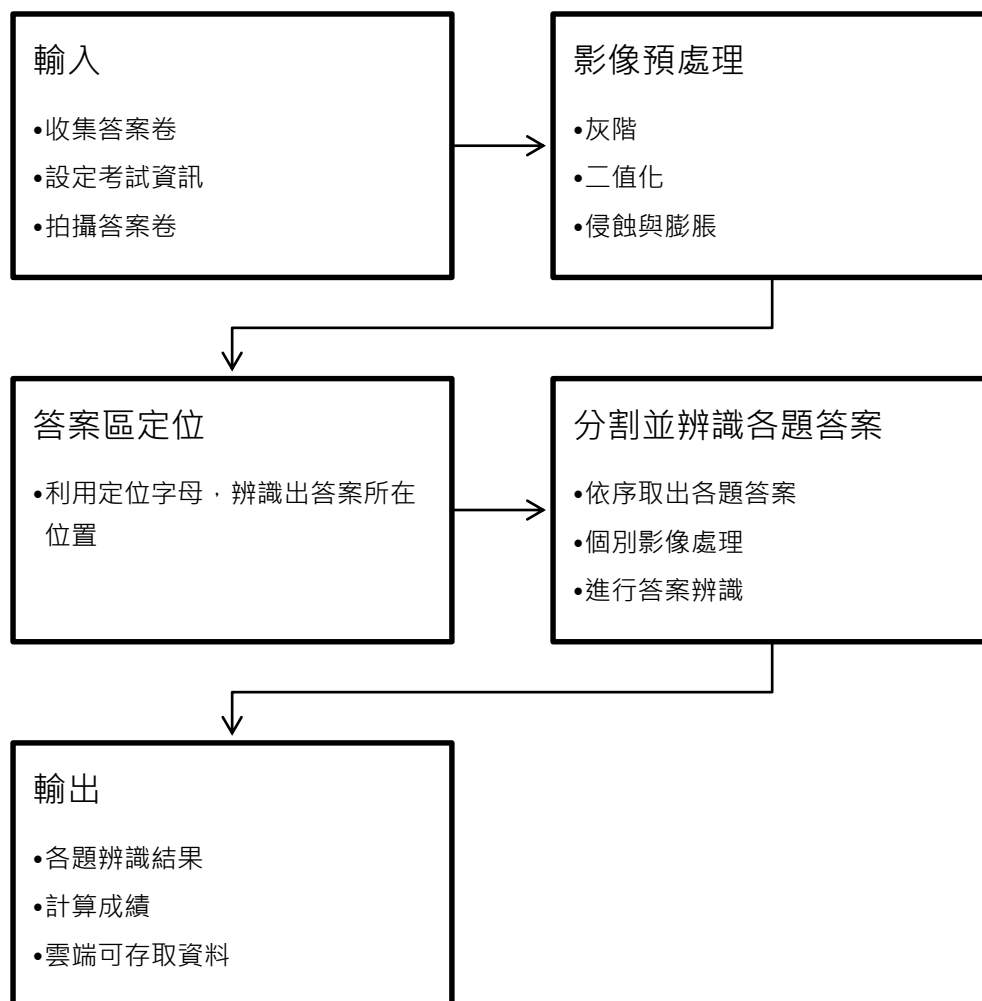 輸入
•收集答案卷
•設定考試資訊
•拍攝答案卷
影像預處理
•灰階
•二值化
•侵蝕與膨脹
答案區定位
•利用定位字母，辨識出答案所在
位置
分割並辨識各題答案
•依序取出各題答案
•個別影像處理
•進行答案辨識
輸出
•各題辨識結果
•計算成績
•雲端可存取資料